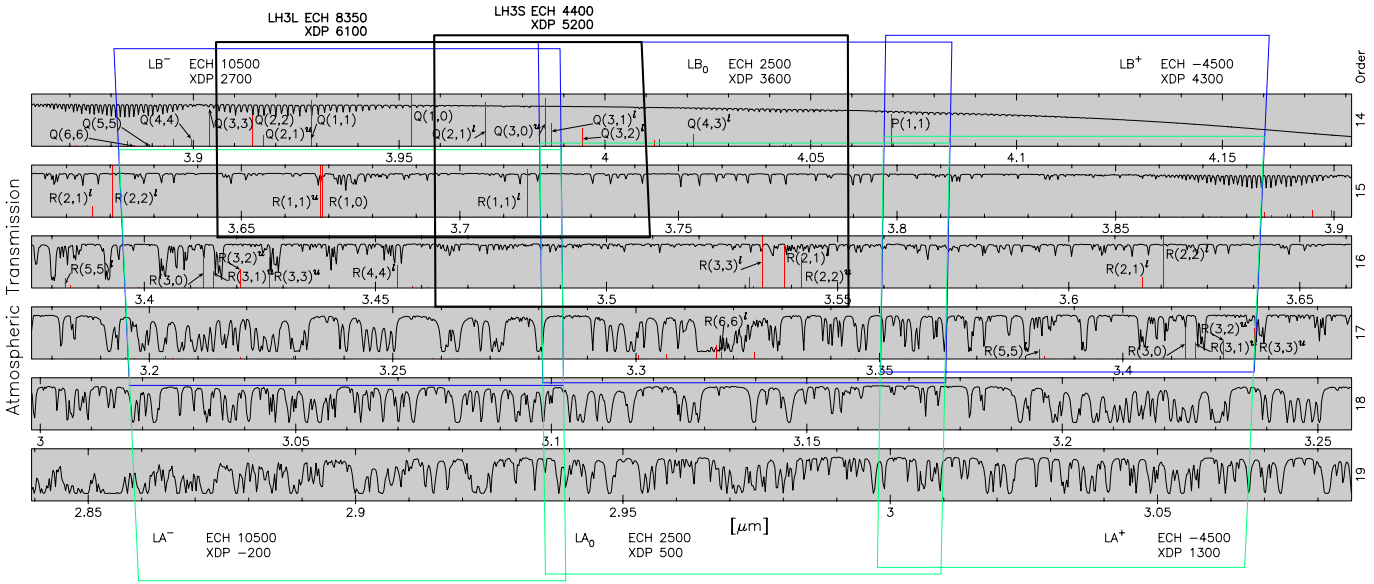 LH3L ECH 8350
XDP 6100
LH3S ECH 4400
XDP 5200
LB⁻ ECH 10500
XDP 2700
LB₀ ECH 2500
XDP 3600
LB⁺ ECH −4500
XDP 4300
Order
Atmospheric Transmission
Q(6,6) Q(5,5) Q(4,4) Q(3,3) Q(2,2) Q(2,1)ᵘ Q(1,1) Q(1,0) Q(2,1)ˡ Q(3,0)ᵘ Q(3,1)ˡ Q(3,2)ˡ Q(4,3)ˡ P(1,1)
14
3.9 3.95 4 4.05 4.1 4.15
R(2,1)ˡ R(2,2)ˡ R(1,1)ᵘ R(1,0) R(1,1)ˡ
15
3.65 3.7 3.75 3.8 3.85 3.9
R(5,5)ˡ R(3,0) R(3,2)ᵘ R(3,1)ᵘ R(3,3)ᵘ R(4,4)ˡ R(3,3)ˡ R(2,1) R(2,2)ᵘ R(2,1)ˡ R(2,2)ˡ
16
3.4 3.45 3.5 3.55 3.6 3.65
R(6,6)ˡ R(5,5) R(3,0) R(3,2)ᵘ R(3,1)ᵘ R(3,3)ᵘ
17
3.2 3.25 3.3 3.35 3.4
18
3 3.05 3.1 3.15 3.2 3.25
19
2.85 2.9 2.95 3 3.05
[μm]
LA⁻ ECH 10500
XDP −200
LA₀ ECH 2500
XDP 500
LA⁺ ECH −4500
XDP 1300